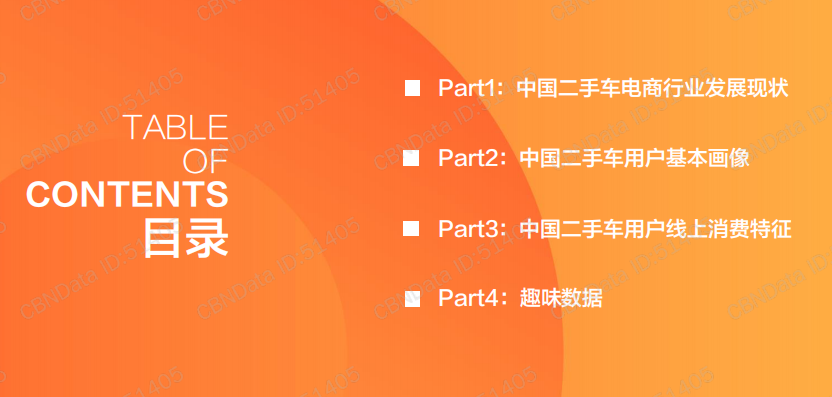 TABLE
OF
CONTENTS
目录
Part1：中国二手车电商行业发展现状
Part2：中国二手车用户基本画像
Part3：中国二手车用户线上消费特征
Part4：趣味数据
CBNData ID:51405